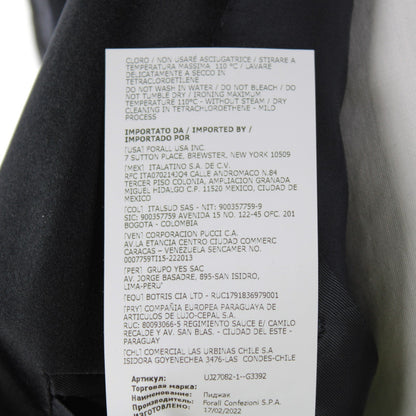 CLORO / NON USARE ASCIUGATRICE / STIRARE A
TEMPERATURA MASSIMA 110 °C / LAVARE
DELICATAMENTE A SECCO IN
TETRACLOROETILENE
DO NOT WASH IN WATER / DO NOT BLEACH / DO
NOT TUMBLE DRY / IRONING MAXIMUM
TEMPERATURE 110°C - WITHOUT STEAM / DRY
CLEANING IN TETRACHLOROETHENE - MILD
PROCESS
IMPORTATO DA / IMPORTED BY /
IMPORTADO POR
[USA] FORALL USA INC.
7 SUTTON PLACE, BREWSTER, NEW YORK 10509
[MEX] ITALATINO S.A. DE C.V.
RFC ITA070214JQ4 CALLE ANDROMACO N.84
TERCER PISO COLONIA, AMPLIACION GRANADA
MIGUEL HIDALGO C.P. 11520 MEXICO, CIUDAD DE
MEXICO
[COL] ITALSUD SAS - NIT: 900357759-9
SIC: 900357759 AVENIDA 15 NO. 122-45 OFC. 201
BOGOTA - COLOMBIA
[VEN] CORPORACION PUCCI C.A.
AV.LA ETANCIA CENTRO CIUDAD COMMERC
CARACAS - VENEZUELA SENCAMER NO.
0007759T115-222013
[PER] GRUPO YES SAC
AV. JORGE BASADRE, 895-SAN ISIDRO,
LIMA-PERU'
[EQU] BOTRIS CIA LTD - RUC1791836979001
[PRY] COMPAÑIA EUROPEA PARAGUAYA DE
ARTICULOS DE LUJO-CEPAL S.A.
RUC: 80093066-5 REGIMIENTO SAUCE E/ CAMILO
RECALDE Y AV. SAN BLAS - CIUDAD DEL ESTE -
PARAGUAY
[CHL] COMERCIAL LAS URBINAS CHILE S.A
ISIDORA GOYENECHEA 3476-LAS CONDES-CHILE
Артикул: UJ27082-1--G3392
Торговая марка:
Наименование: Пиджак
Изготовитель: Forall Confezioni S.P.A.
ИЗГОТОВЛЕНО: 17/02/2022